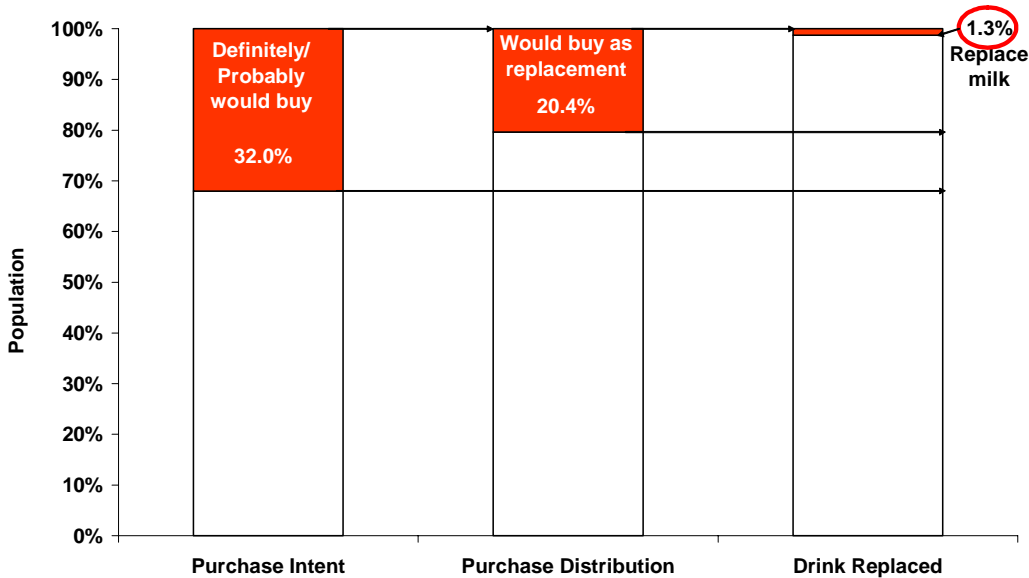 100%
90%
80%
70%
60%
50%
40%
30%
20%
10%
0%
Population
Definitely/
Probably
would buy
32.0%
Would buy as
replacement
20.4%
1.3%
Replace
milk
Purchase Intent
Purchase Distribution
Drink Replaced